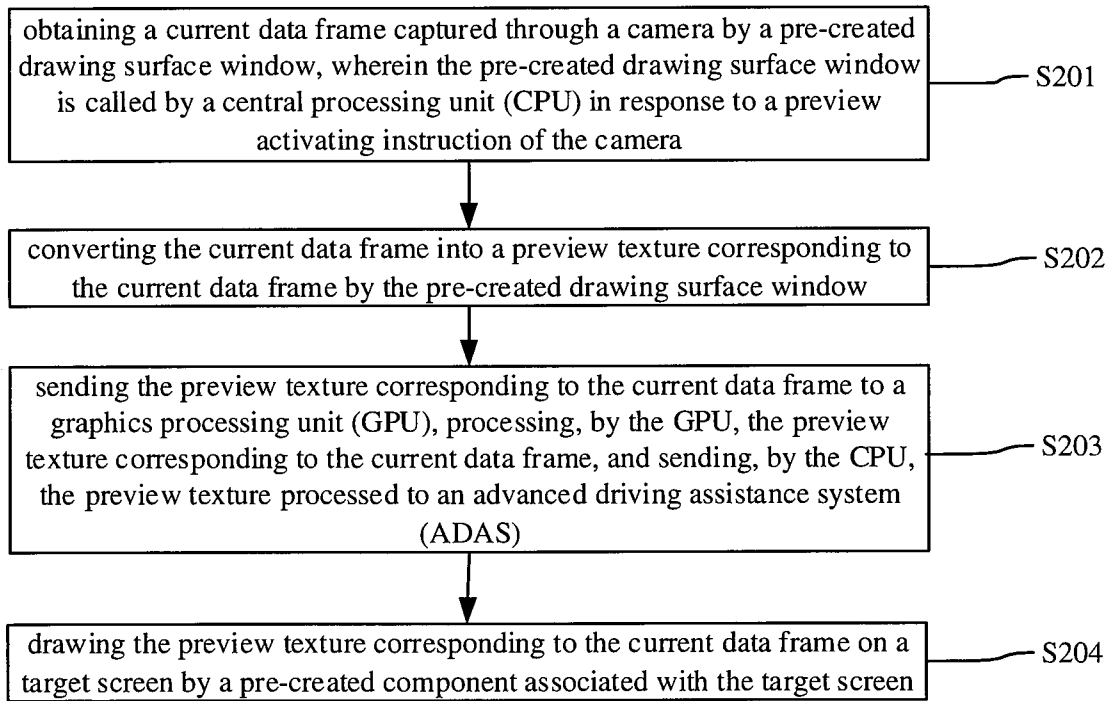 obtaining a current data frame captured through a camera by a pre-created
drawing surface window, wherein the pre-created drawing surface window
is called by a central processing unit (CPU) in response to a preview
activating instruction of the camera
S201
converting the current data frame into a preview texture corresponding to
the current data frame by the pre-created drawing surface window
S202
sending the preview texture corresponding to the current data frame to a
graphics processing unit (GPU), processing, by the GPU, the preview
texture corresponding to the current data frame, and sending, by the CPU,
the preview texture processed to an advanced driving assistance system
(ADAS)
S203
drawing the preview texture corresponding to the current data frame on a
target screen by a pre-created component associated with the target screen
S204